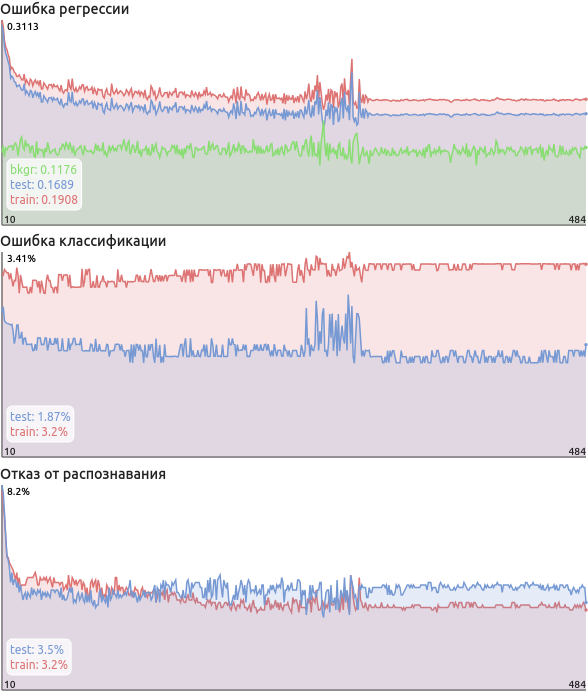 Ошибка регрессии
0.3113
bkgr: 0.1176
test: 0.1689
train: 0.1908
10
484
Ошибка классификации
3.41%
test: 1.87%
train: 3.2%
10
484
Отказ от распознавания
8.2%
test: 3.5%
train: 3.2%
10
484